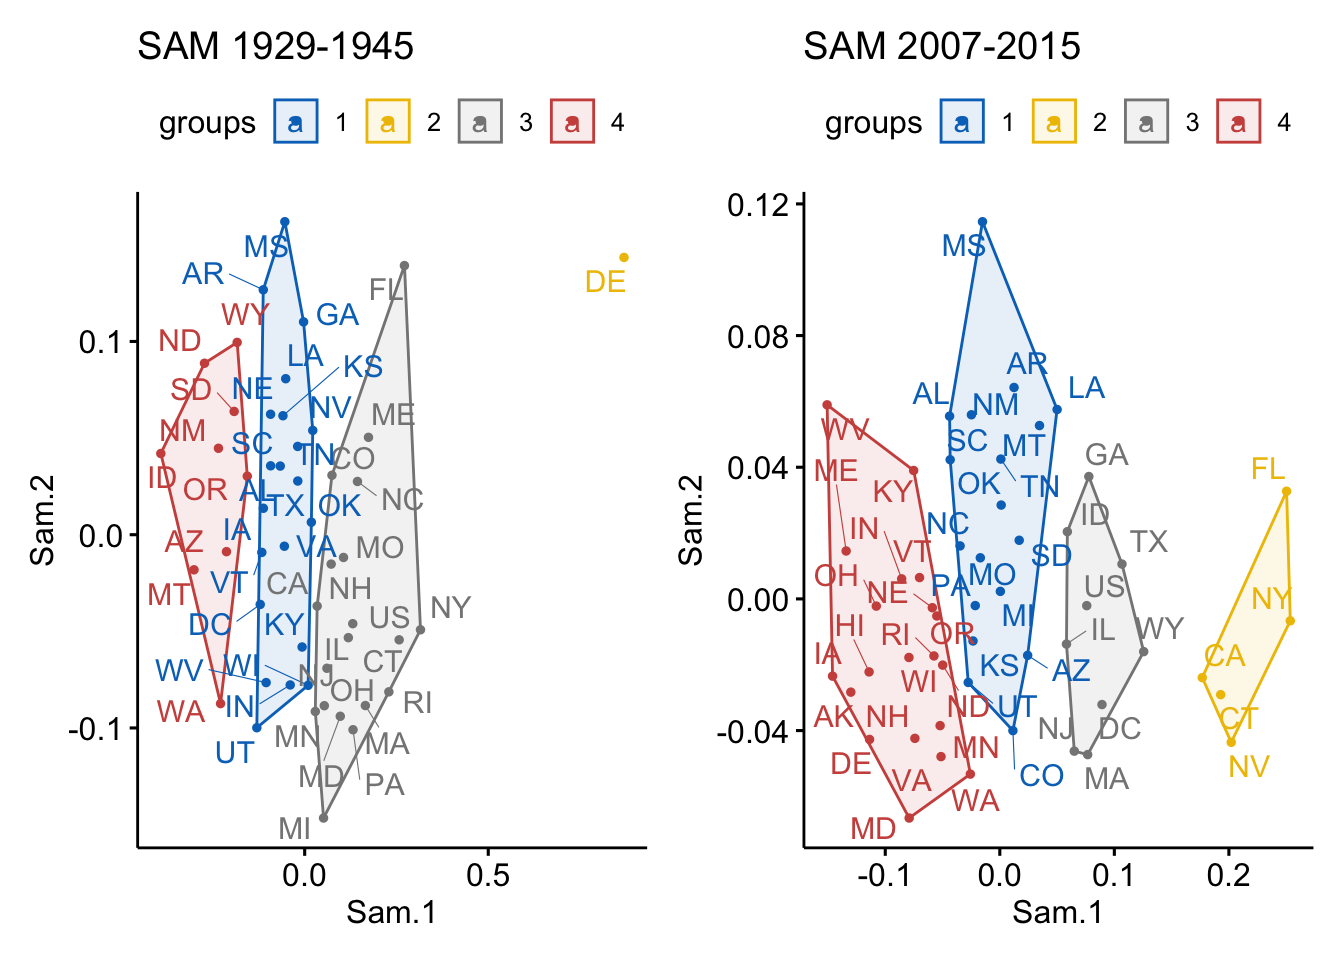 SAM 1929-1945
groups a 1 a 2 a 3 a 4
MS
AR
FL
DE
WY
GA
ND
0.1
LA
KS
SD
NE
NV
ME
NM
SC
TN
CO
ID
OR
AL
TX
OK
NC
IA
0.0
AZ
VA
MO
VT
CA
NH
MT
NY
DC
KY
US
IL
CT
WV
WI
NJ
OH
RI
WA
IN
-0.1
MN
MA
UT
MD
PA
MI
0.0
0.5
Sam.1
Sam.2
SAM 2007-2015
groups a 1 a 2 a 3 a 4
0.12
MS
0.08
AR
LA
AL
NM
WV
SC
MT
GA
ME
FL
0.04
KY
OK
TN
ID
IN
NC
TX
VT
SD
OH
NE
PA
MO
US
0.00
NY
HI
RI
OR
MI
IL
WY
IA
KS
AZ
CA
WI
AK
NH
ND
UT
NJ
DC
CT
-0.04
MN
DE
VA
CO
MA
NV
WA
MD
-0.1
0.0
0.1
0.2
Sam.1
Sam.2